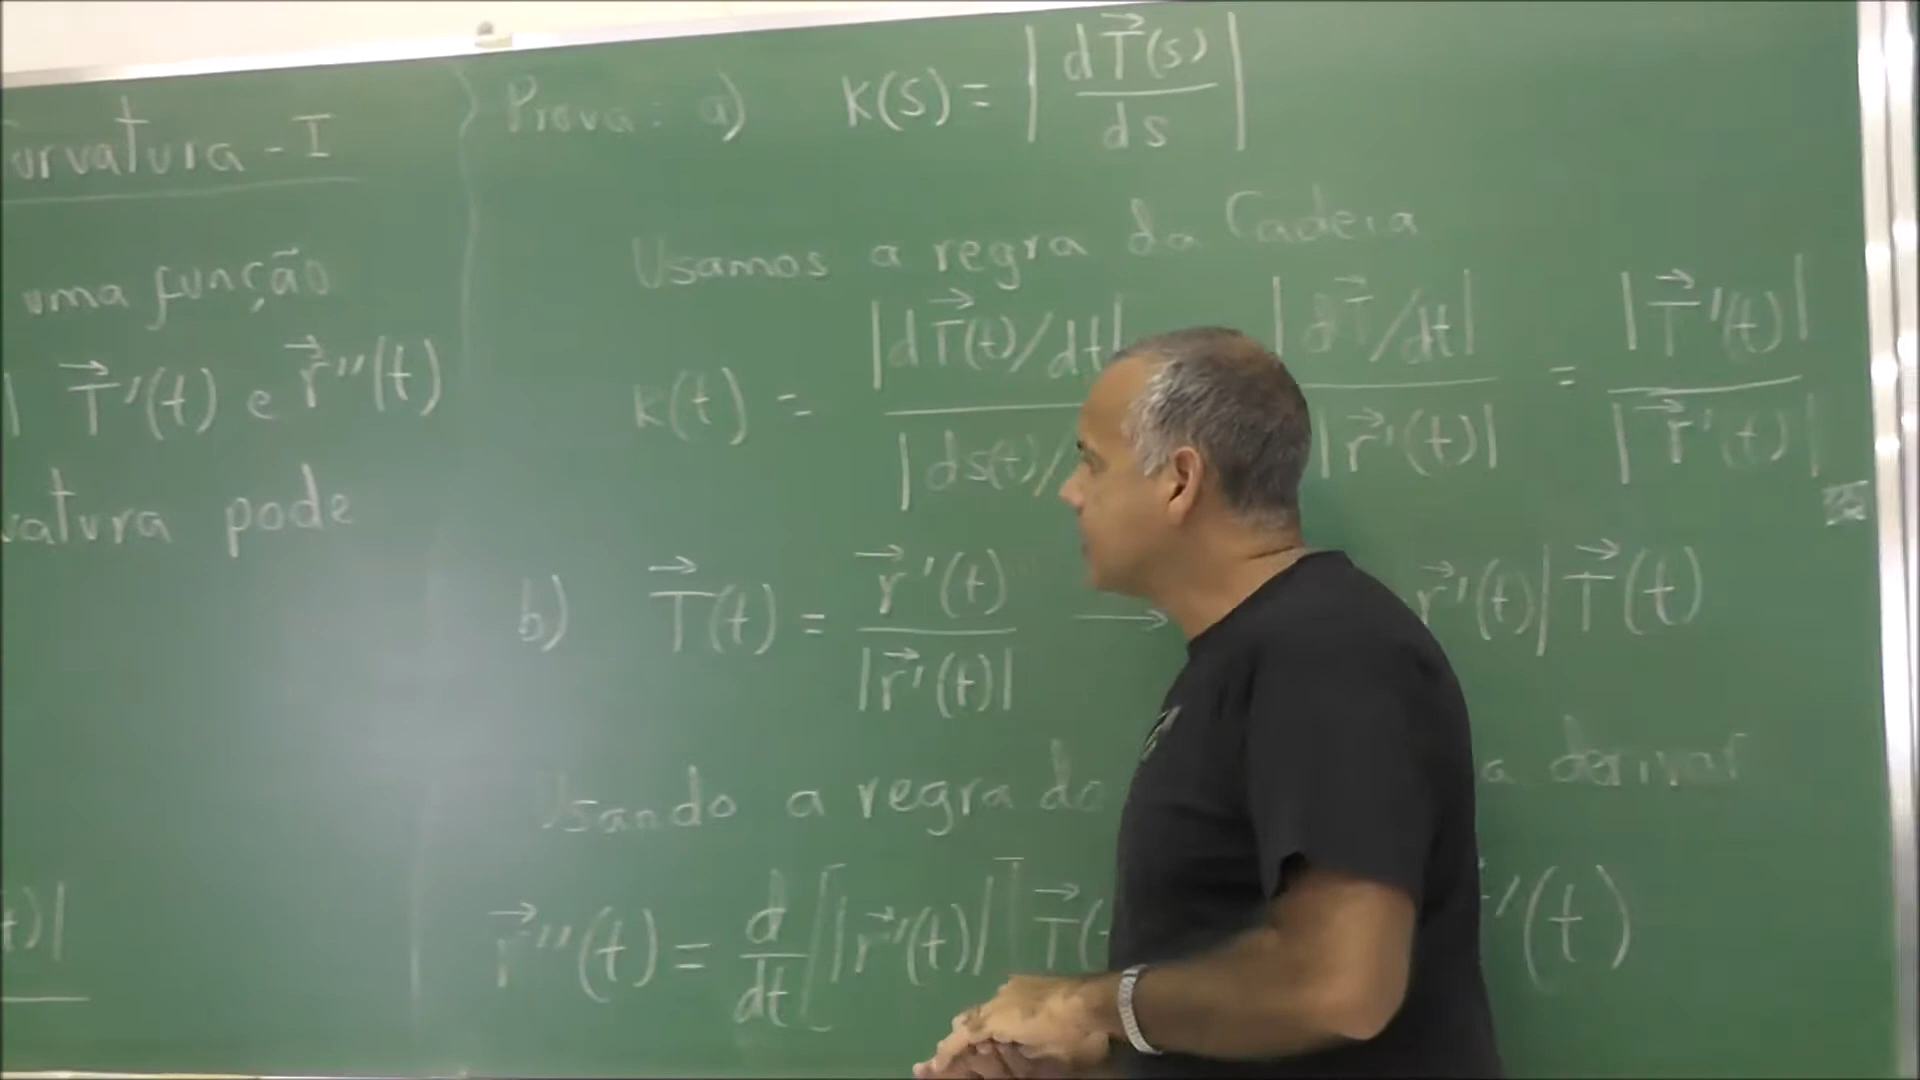 urvatura - I
uma função
T⃗'(t) e r⃗''(t)
vatura pode
t)|
Prova: a) K(s) = | dT⃗(s) / ds |
Usamos a regra da Cadeia
K(t) = |dT⃗(t)/dt| / |ds(t)/ |dT⃗/dt| / |r⃗'(t)| = |T⃗'(t)| / |r⃗'(t)|
b) T⃗(t) = r⃗'(t) / |r⃗'(t)| → r⃗'(t)| T⃗(t)
Usando a regra do a derivar
r⃗''(t) = d/dt [|r⃗'(t)|] T⃗( '(t)